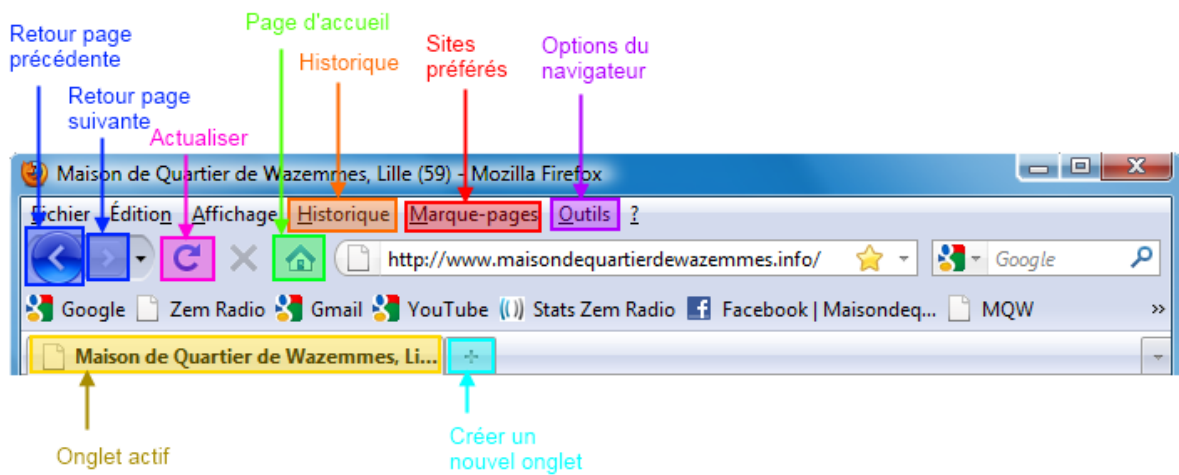 Page d'accueil
Retour page
précédente
Historique
Sites
préférés
Options du
navigateur
Retour page
suivante
Actualiser
Maison de Quartier de Wazemmes, Lille (59) - Mozilla Firefox
Fichier Édition Affichage Historique Marque-pages Outils ?
http://www.maisondequartierdewazemmes.info/ Google
Google Zem Radio Gmail YouTube Stats Zem Radio Facebook | Maisondeq... MQW »
Maison de Quartier de Wazemmes, Li...
Onglet actif
Créer un
nouvel onglet